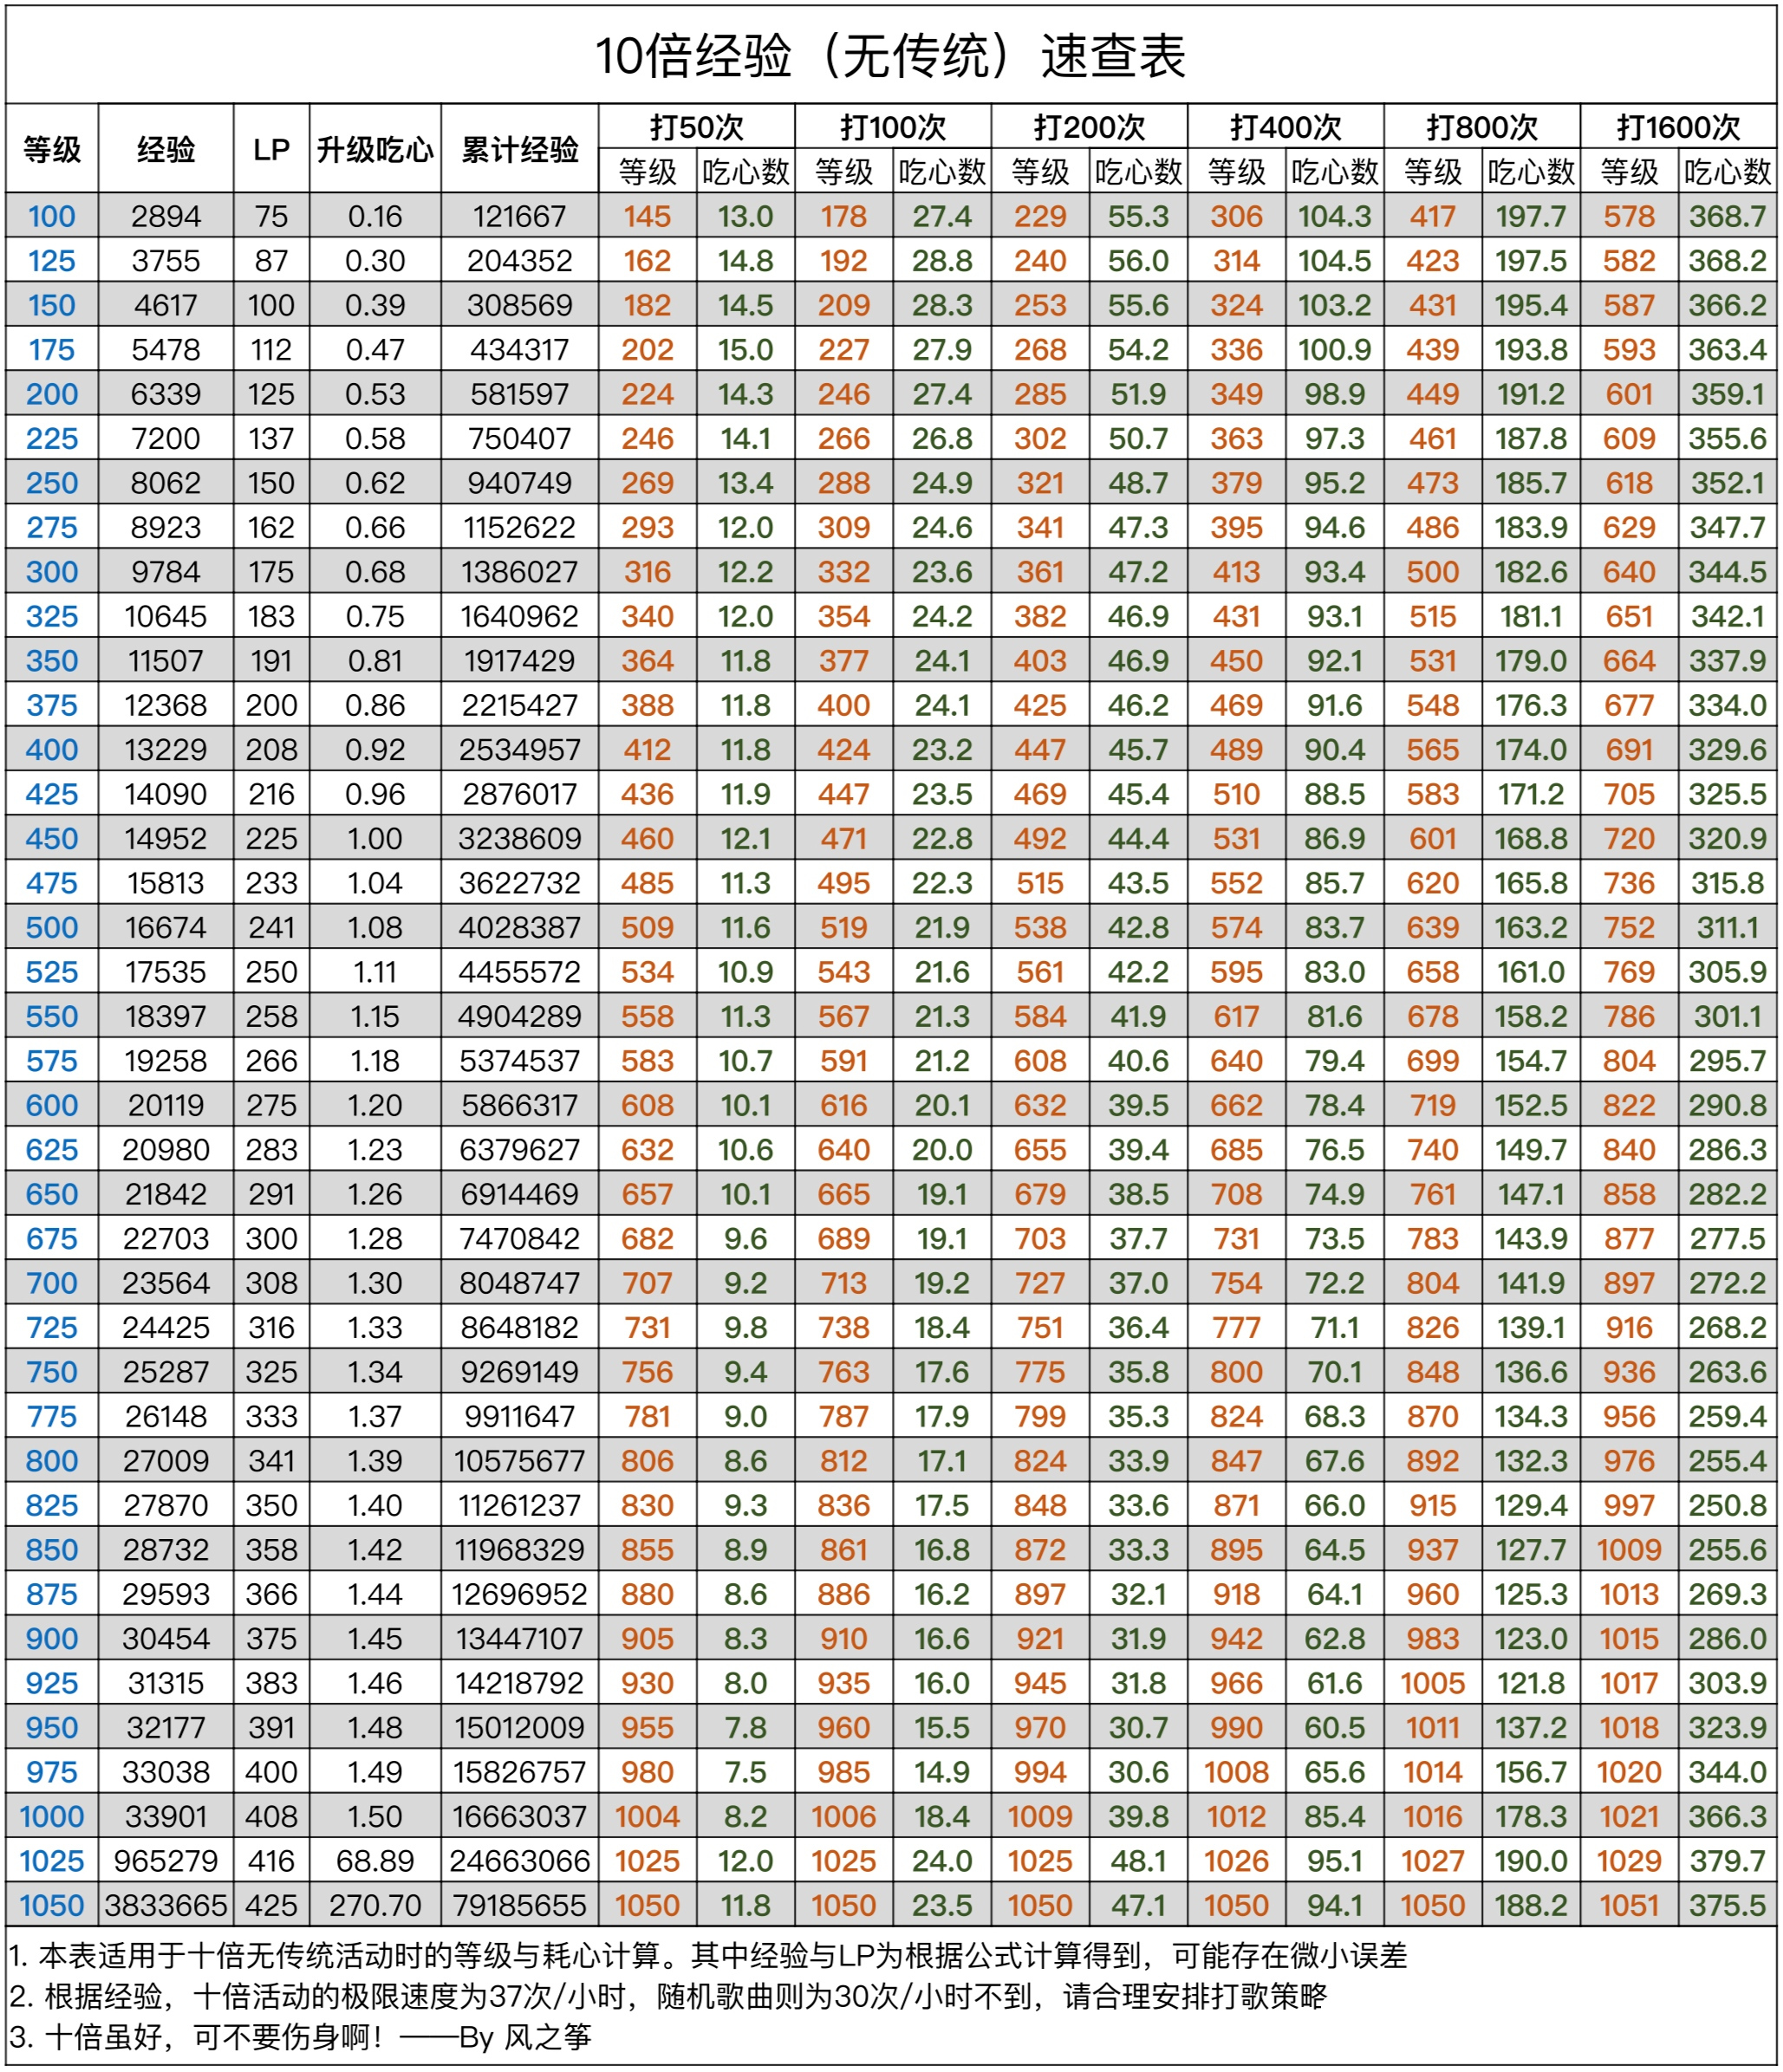 10倍经验（无传统）速查表
等级 经验 LP 升级吃心 累计经验 打50次 打100次 打200次 打400次 打800次 打1600次
等级 吃心数 等级 吃心数 等级 吃心数 等级 吃心数 等级 吃心数 等级 吃心数
100 2894 75 0.16 121667 145 13.0 178 27.4 229 55.3 306 104.3 417 197.7 578 368.7
125 3755 87 0.30 204352 162 14.8 192 28.8 240 56.0 314 104.5 423 197.5 582 368.2
150 4617 100 0.39 308569 182 14.5 209 28.3 253 55.6 324 103.2 431 195.4 587 366.2
175 5478 112 0.47 434317 202 15.0 227 27.9 268 54.2 336 100.9 439 193.8 593 363.4
200 6339 125 0.53 581597 224 14.3 246 27.4 285 51.9 349 98.9 449 191.2 601 359.1
225 7200 137 0.58 750407 246 14.1 266 26.8 302 50.7 363 97.3 461 187.8 609 355.6
250 8062 150 0.62 940749 269 13.4 288 24.9 321 48.7 379 95.2 473 185.7 618 352.1
275 8923 162 0.66 1152622 293 12.0 309 24.6 341 47.3 395 94.6 486 183.9 629 347.7
300 9784 175 0.68 1386027 316 12.2 332 23.6 361 47.2 413 93.4 500 182.6 640 344.5
325 10645 183 0.75 1640962 340 12.0 354 24.2 382 46.9 431 93.1 515 181.1 651 342.1
350 11507 191 0.81 1917429 364 11.8 377 24.1 403 46.9 450 92.1 531 179.0 664 337.9
375 12368 200 0.86 2215427 388 11.8 400 24.1 425 46.2 469 91.6 548 176.3 677 334.0
400 13229 208 0.92 2534957 412 11.8 424 23.2 447 45.7 489 90.4 565 174.0 691 329.6
425 14090 216 0.96 2876017 436 11.9 447 23.5 469 45.4 510 88.5 583 171.2 705 325.5
450 14952 225 1.00 3238609 460 12.1 471 22.8 492 44.4 531 86.9 601 168.8 720 320.9
475 15813 233 1.04 3622732 485 11.3 495 22.3 515 43.5 552 85.7 620 165.8 736 315.8
500 16674 241 1.08 4028387 509 11.6 519 21.9 538 42.8 574 83.7 639 163.2 752 311.1
525 17535 250 1.11 4455572 534 10.9 543 21.6 561 42.2 595 83.0 658 161.0 769 305.9
550 18397 258 1.15 4904289 558 11.3 567 21.3 584 41.9 617 81.6 678 158.2 786 301.1
575 19258 266 1.18 5374537 583 10.7 591 21.2 608 40.6 640 79.4 699 154.7 804 295.7
600 20119 275 1.20 5866317 608 10.1 616 20.1 632 39.5 662 78.4 719 152.5 822 290.8
625 20980 283 1.23 6379627 632 10.6 640 20.0 655 39.4 685 76.5 740 149.7 840 286.3
650 21842 291 1.26 6914469 657 10.1 665 19.1 679 38.5 708 74.9 761 147.1 858 282.2
675 22703 300 1.28 7470842 682 9.6 689 19.1 703 37.7 731 73.5 783 143.9 877 277.5
700 23564 308 1.30 8048747 707 9.2 713 19.2 727 37.0 754 72.2 804 141.9 897 272.2
725 24425 316 1.33 8648182 731 9.8 738 18.4 751 36.4 777 71.1 826 139.1 916 268.2
750 25287 325 1.34 9269149 756 9.4 763 17.6 775 35.8 800 70.1 848 136.6 936 263.6
775 26148 333 1.37 9911647 781 9.0 787 17.9 799 35.3 824 68.3 870 134.3 956 259.4
800 27009 341 1.39 10575677 806 8.6 812 17.1 824 33.9 847 67.6 892 132.3 976 255.4
825 27870 350 1.40 11261237 830 9.3 836 17.5 848 33.6 871 66.0 915 129.4 997 250.8
850 28732 358 1.42 11968329 855 8.9 861 16.8 872 33.3 895 64.5 937 127.7 1009 255.6
875 29593 366 1.44 12696952 880 8.6 886 16.2 897 32.1 918 64.1 960 125.3 1013 269.3
900 30454 375 1.45 13447107 905 8.3 910 16.6 921 31.9 942 62.8 983 123.0 1015 286.0
925 31315 383 1.46 14218792 930 8.0 935 16.0 945 31.8 966 61.6 1005 121.8 1017 303.9
950 32177 391 1.48 15012009 955 7.8 960 15.5 970 30.7 990 60.5 1011 137.2 1018 323.9
975 33038 400 1.49 15826757 980 7.5 985 14.9 994 30.6 1008 65.6 1014 156.7 1020 344.0
1000 33901 408 1.50 16663037 1004 8.2 1006 18.4 1009 39.8 1012 85.4 1016 178.3 1021 366.3
1025 965279 416 68.89 24663066 1025 12.0 1025 24.0 1025 48.1 1026 95.1 1027 190.0 1029 379.7
1050 3833665 425 270.70 79185655 1050 11.8 1050 23.5 1050 47.1 1050 94.1 1050 188.2 1051 375.5
1. 本表适用于十倍无传统活动时的等级与耗心计算。其中经验与LP为根据公式计算得到，可能存在微小误差
2. 根据经验，十倍活动的极限速度为37次/小时，随机歌曲则为30次/小时不到，请合理安排打歌策略
3. 十倍虽好，可不要伤身啊！——By 风之筝